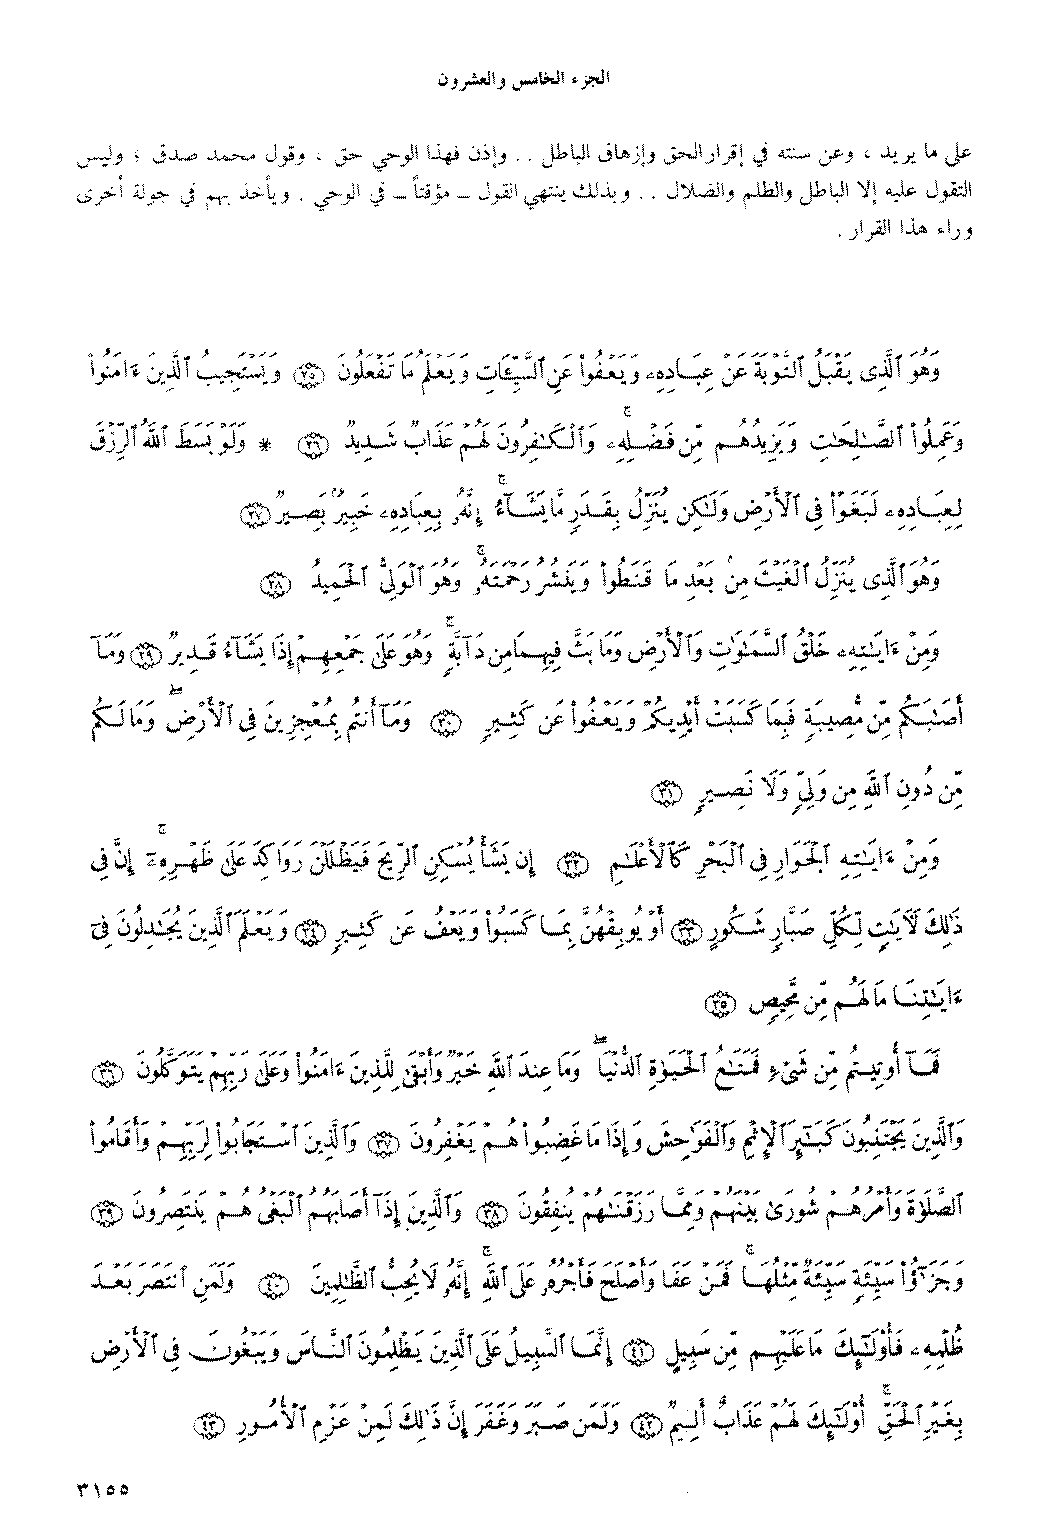 الجزء الخامس والعشرون
على ما يريد ، وعن سنته في إقرار الحق وإزهاق الباطل . . وإذن فهذا الوحي حق ، وقول محمد صدق ؛ وليس
التقول عليه إلا الباطل والظلم والضلال . . وبذلك ينتهي القول – مؤقتاً – في الوحي . ويأخذ بهم في جولة أخرى
وراء هذا القرار .
وَهُوَ ٱلَّذِى يَقْبَلُ ٱلتَّوْبَةَ عَنْ عِبَادِهِۦ وَيَعْفُوا۟ عَنِ ٱلسَّيِّـَٔاتِ وَيَعْلَمُ مَا تَفْعَلُونَ ﴿٢٥﴾ وَيَسْتَجِيبُ ٱلَّذِينَ ءَامَنُوا۟
وَعَمِلُوا۟ ٱلصَّـٰلِحَـٰتِ وَيَزِيدُهُم مِّن فَضْلِهِۦ ۚ وَٱلْكَـٰفِرُونَ لَهُمْ عَذَابٌ شَدِيدٌ ﴿٢٦﴾ * وَلَوْ بَسَطَ ٱللَّهُ ٱلرِّزْقَ
لِعِبَادِهِۦ لَبَغَوْا۟ فِى ٱلْأَرْضِ وَلَـٰكِن يُنَزِّلُ بِقَدَرٍ مَّا يَشَآءُ ۚ إِنَّهُۥ بِعِبَادِهِۦ خَبِيرٌۢ بَصِيرٌ ﴿٢٧﴾
وَهُوَ ٱلَّذِى يُنَزِّلُ ٱلْغَيْثَ مِنۢ بَعْدِ مَا قَنَطُوا۟ وَيَنشُرُ رَحْمَتَهُۥ ۚ وَهُوَ ٱلْوَلِىُّ ٱلْحَمِيدُ ﴿٢٨﴾
وَمِنْ ءَايَـٰتِهِۦ خَلْقُ ٱلسَّمَـٰوَٰتِ وَٱلْأَرْضِ وَمَا بَثَّ فِيهِمَا مِن دَآبَّةٍ ۚ وَهُوَ عَلَىٰ جَمْعِهِمْ إِذَا يَشَآءُ قَدِيرٌ ﴿٢٩﴾ وَمَآ
أَصَـٰبَكُم مِّن مُّصِيبَةٍ فَبِمَا كَسَبَتْ أَيْدِيكُمْ وَيَعْفُوا۟ عَن كَثِيرٍ ﴿٣٠﴾ وَمَآ أَنتُم بِمُعْجِزِينَ فِى ٱلْأَرْضِ ۖ وَمَا لَكُم
مِّن دُونِ ٱللَّهِ مِن وَلِىٍّ وَلَا نَصِيرٍ ﴿٣١﴾
وَمِنْ ءَايَـٰتِهِ ٱلْجَوَارِ فِى ٱلْبَحْرِ كَٱلْأَعْلَـٰمِ ﴿٣٢﴾ إِن يَشَأْ يُسْكِنِ ٱلرِّيحَ فَيَظْلَلْنَ رَوَاكِدَ عَلَىٰ ظَهْرِهِۦٓ ۚ إِنَّ فِى
ذَٰلِكَ لَـَٔايَـٰتٍ لِّكُلِّ صَبَّارٍ شَكُورٍ ﴿٣٣﴾ أَوْ يُوبِقْهُنَّ بِمَا كَسَبُوا۟ وَيَعْفُ عَن كَثِيرٍ ﴿٣٤﴾ وَيَعْلَمَ ٱلَّذِينَ يُجَـٰدِلُونَ فِىٓ
ءَايَـٰتِنَا مَا لَهُم مِّن مَّحِيصٍ ﴿٣٥﴾
فَمَآ أُوتِيتُم مِّن شَىْءٍ فَمَتَـٰعُ ٱلْحَيَوٰةِ ٱلدُّنْيَا ۖ وَمَا عِندَ ٱللَّهِ خَيْرٌ وَأَبْقَىٰ لِلَّذِينَ ءَامَنُوا۟ وَعَلَىٰ رَبِّهِمْ يَتَوَكَّلُونَ ﴿٣٦﴾
وَٱلَّذِينَ يَجْتَنِبُونَ كَبَـٰٓئِرَ ٱلْإِثْمِ وَٱلْفَوَٰحِشَ وَإِذَا مَا غَضِبُوا۟ هُمْ يَغْفِرُونَ ﴿٣٧﴾ وَٱلَّذِينَ ٱسْتَجَابُوا۟ لِرَبِّهِمْ وَأَقَامُوا۟
ٱلصَّلَوٰةَ وَأَمْرُهُمْ شُورَىٰ بَيْنَهُمْ وَمِمَّا رَزَقْنَـٰهُمْ يُنفِقُونَ ﴿٣٨﴾ وَٱلَّذِينَ إِذَآ أَصَابَهُمُ ٱلْبَغْىُ هُمْ يَنتَصِرُونَ ﴿٣٩﴾
وَجَزَٰٓؤُا۟ سَيِّئَةٍ سَيِّئَةٌ مِّثْلُهَا ۖ فَمَنْ عَفَا وَأَصْلَحَ فَأَجْرُهُۥ عَلَى ٱللَّهِ ۚ إِنَّهُۥ لَا يُحِبُّ ٱلظَّـٰلِمِينَ ﴿٤٠﴾ وَلَمَنِ ٱنتَصَرَ بَعْدَ
ظُلْمِهِۦ فَأُو۟لَـٰٓئِكَ مَا عَلَيْهِم مِّن سَبِيلٍ ﴿٤١﴾ إِنَّمَا ٱلسَّبِيلُ عَلَى ٱلَّذِينَ يَظْلِمُونَ ٱلنَّاسَ وَيَبْغُونَ فِى ٱلْأَرْضِ
بِغَيْرِ ٱلْحَقِّ ۚ أُو۟لَـٰٓئِكَ لَهُمْ عَذَابٌ أَلِيمٌ ﴿٤٢﴾ وَلَمَن صَبَرَ وَغَفَرَ إِنَّ ذَٰلِكَ لَمِنْ عَزْمِ ٱلْأُمُورِ ﴿٤٣﴾
٣١٥٥